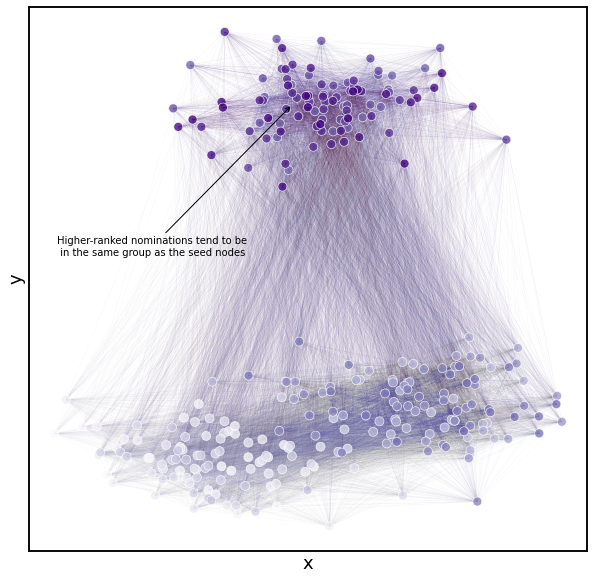 Higher-ranked nominations tend to be
in the same group as the seed nodes
y
x